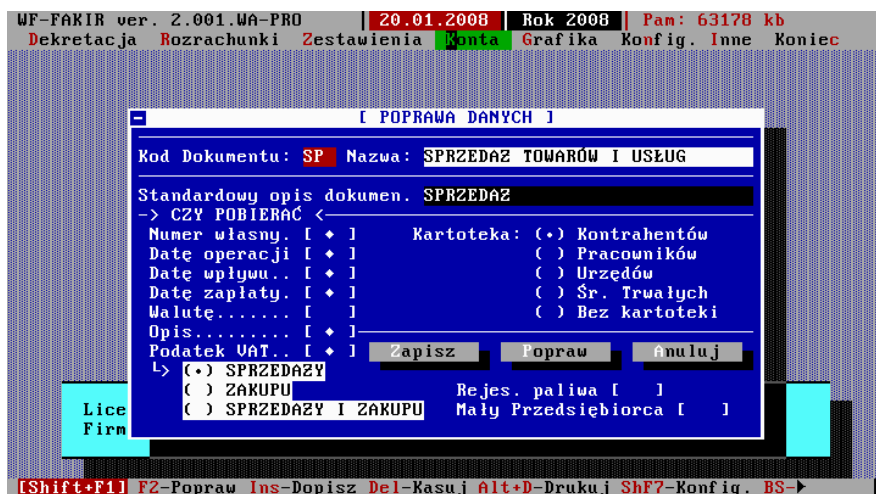 WF-FAKIR ver. 2.001.WA-PRO | 20.01.2008 | Rok 2008 | Pam: 63178 kb
Dekretacja Rozrachunki Zestawienia Konta Grafika Konfig. Inne Koniec
[ POPRAWA DANYCH ]
Kod Dokumentu: SP Nazwa: SPRZEDAZ TOWARÓW I USŁUG
Standardowy opis dokumen. SPRZEDAZ
-> CZY POBIERAĆ <-
Numer własny. [ ◆ ] Kartoteka: (•) Kontrahentów
Datę operacji [ ◆ ] ( ) Pracowników
Datę wpływu.. [ ◆ ] ( ) Urzędów
Datę zapłaty. [ ◆ ] ( ) Śr. Trwałych
Walutę....... [ ] ( ) Bez kartoteki
Opis......... [ ◆ ]
Podatek VAT.. [ ◆ ] Zapisz Popraw Anuluj
└> (•) SPRZEDAZY
( ) ZAKUPU Rejes. paliwa [ ]
Lice ( ) SPRZEDAZY I ZAKUPU Mały Przedsiębiorca [ ]
Firm
[Shift+F1] F2-Popraw Ins-Dopisz Del-Kasuj Alt+D-Drukuj ShF7-Konfig. BS-▶